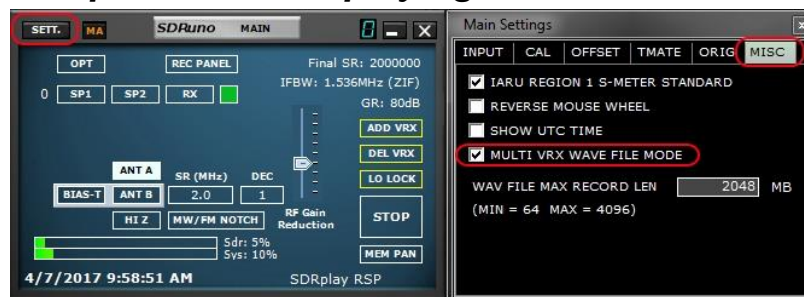 SETT. MA SDRuno MAIN 0
OPT REC PANEL Final SR: 2000000
IFBW: 1.536MHz (ZIF)
0 SP1 SP2 RX GR: 80dB
ADD VRX
DEL VRX
ANT A SR (MHz) DEC LO LOCK
BIAS-T ANT B 2.0 1
HI Z MW/FM NOTCH RF Gain Reduction STOP
Sdr: 5%
Sys: 10% MEM PAN
4/7/2017 9:58:51 AM SDRplay RSP
Main Settings x
INPUT CAL OFFSET TMATE ORIG MISC
IARU REGION 1 S-METER STANDARD
REVERSE MOUSE WHEEL
SHOW UTC TIME
MULTI VRX WAVE FILE MODE
WAV FILE MAX RECORD LEN 2048 MB
(MIN = 64 MAX = 4096)